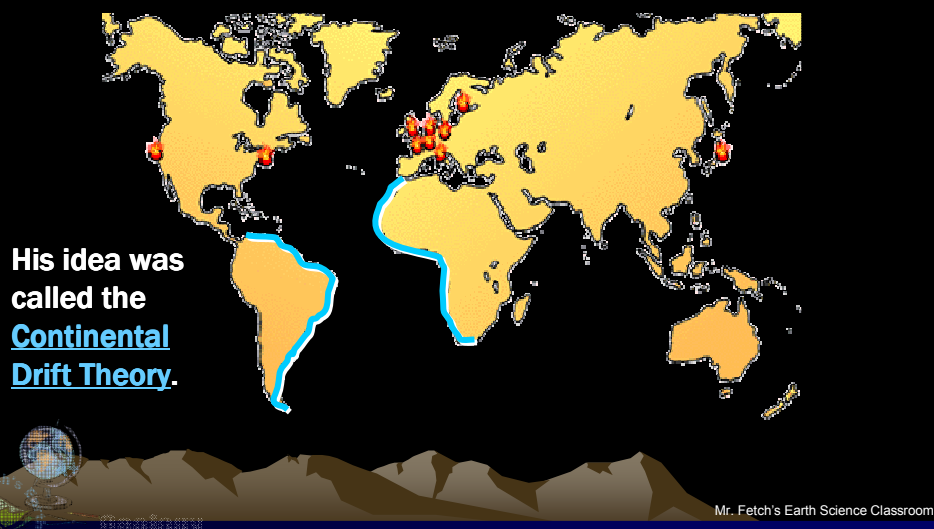 His idea was
called the
Continental
Drift Theory.
Mr. Fetch's Earth Science Classroom